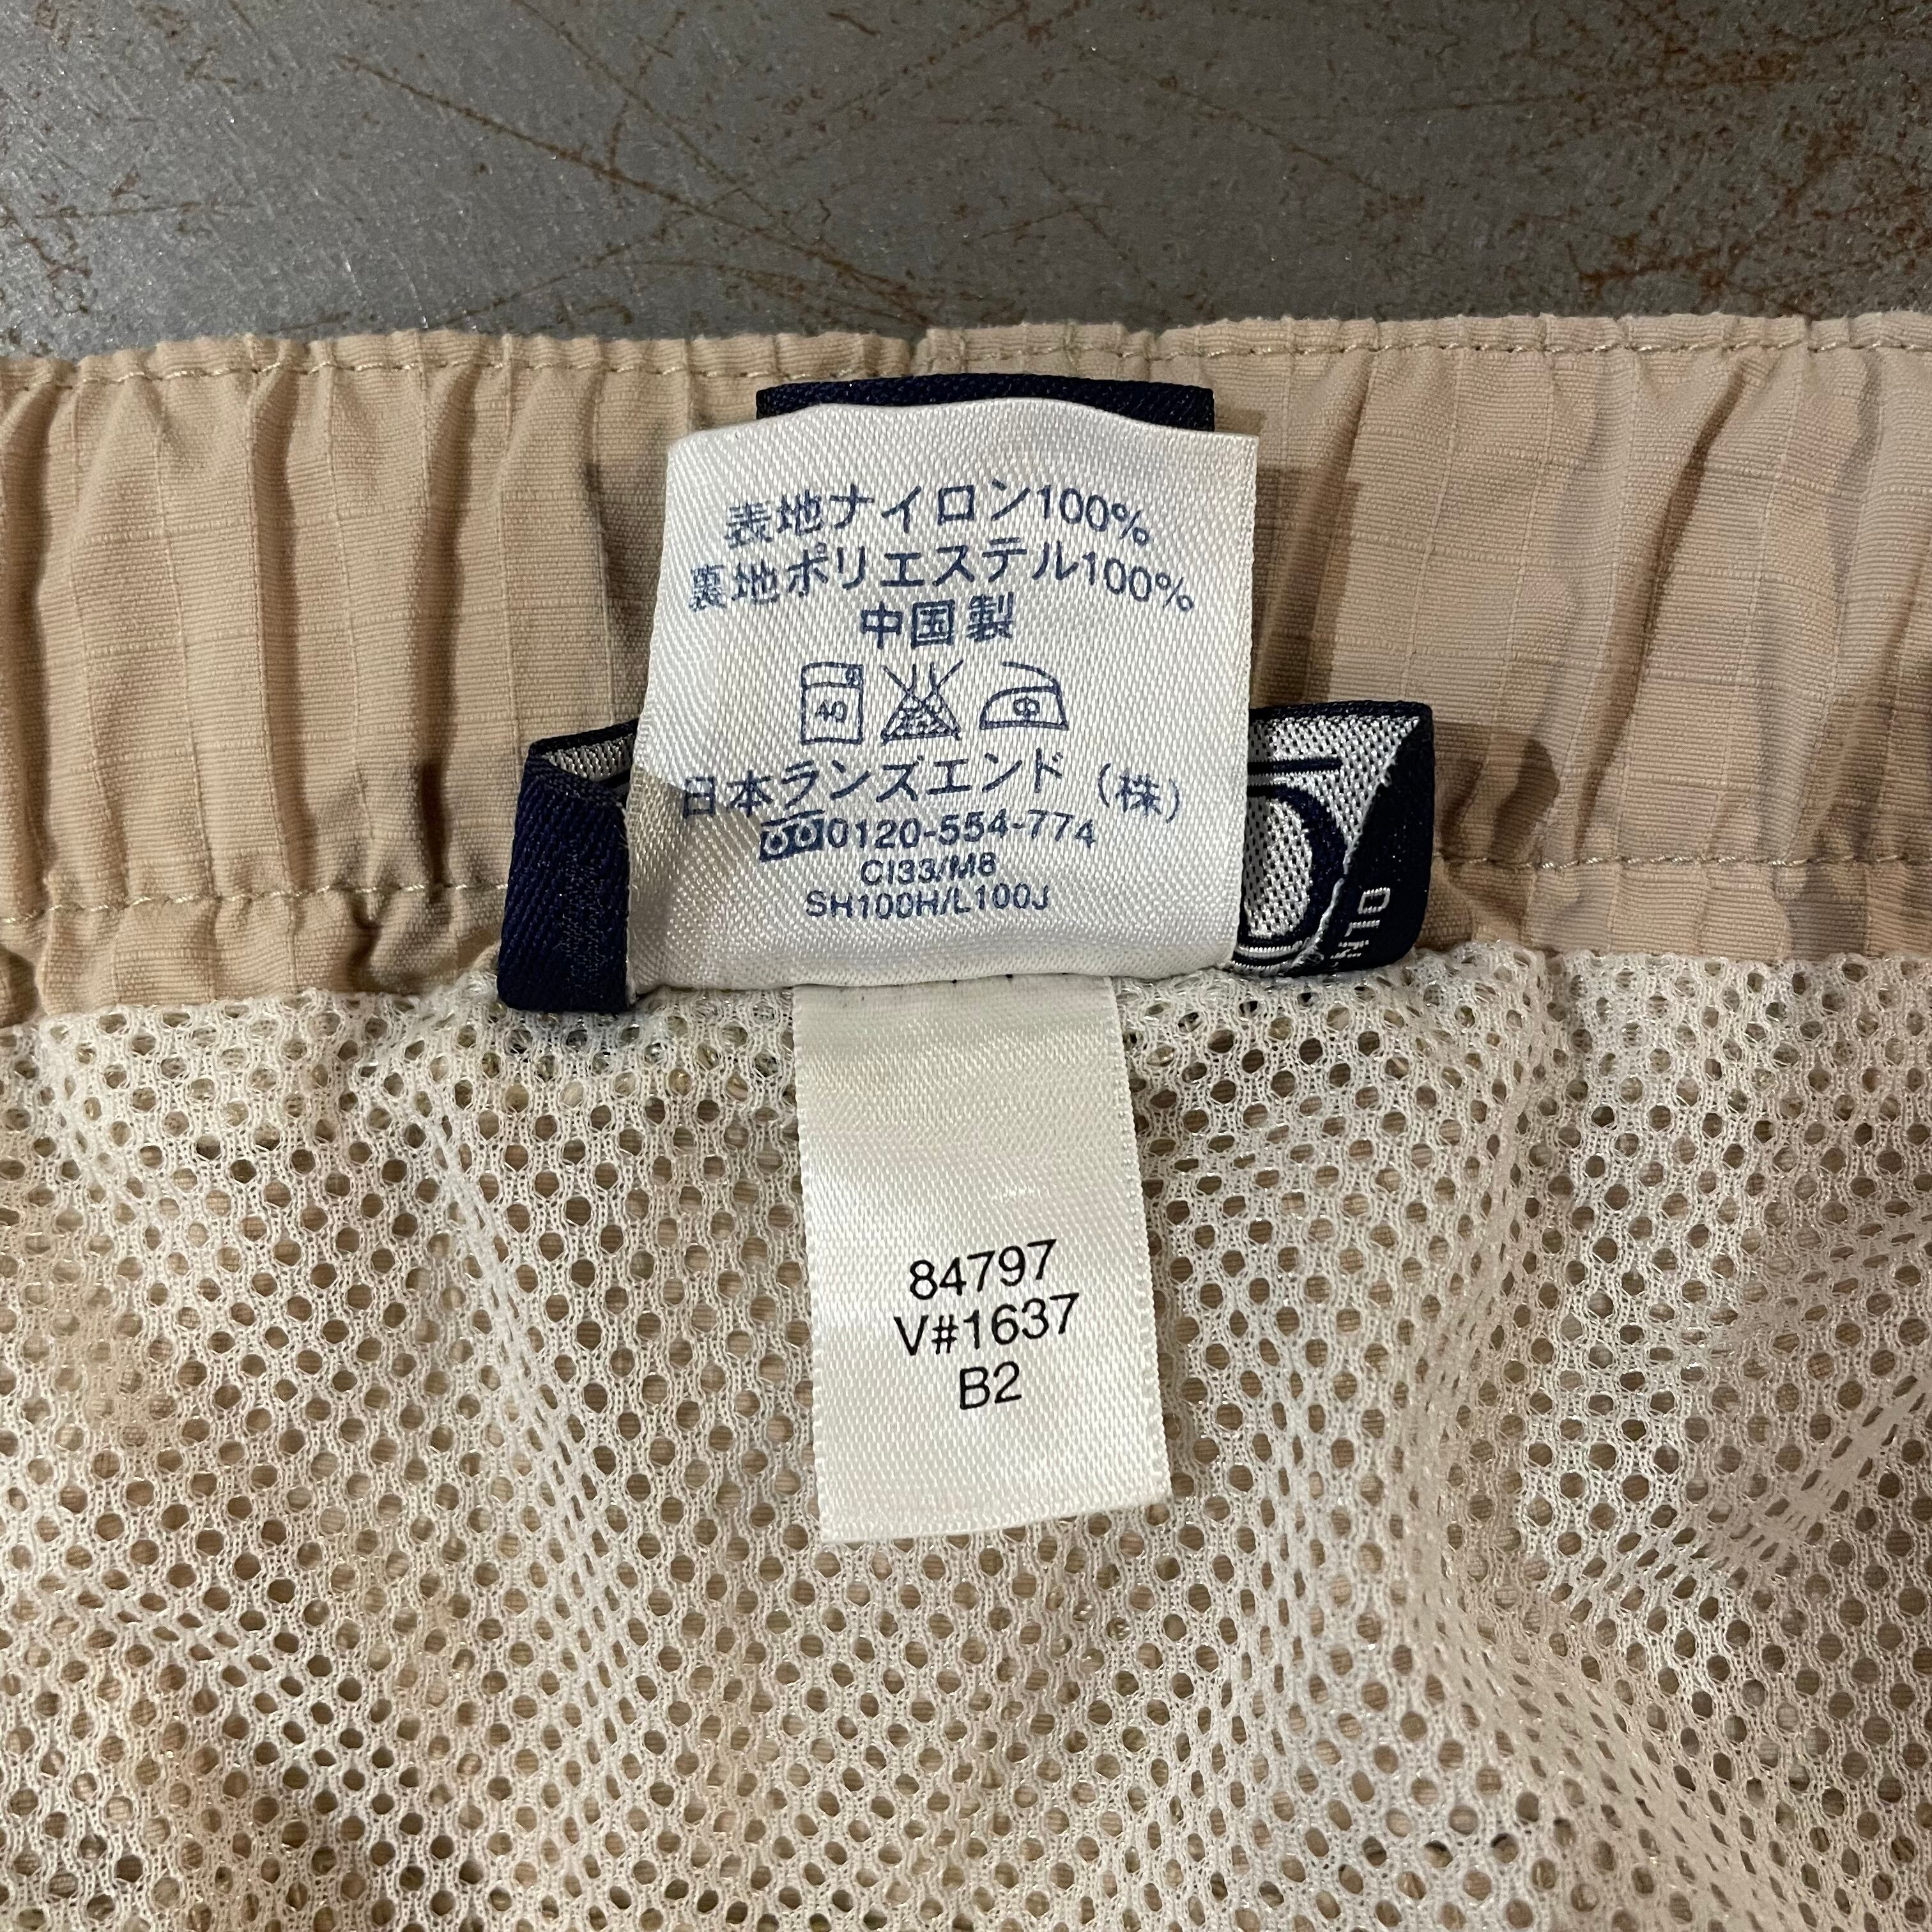 表地ナイロン100%
裏地ポリエステル100%
中国製
40
日本ランズエンド（株）
0120-554-774
CI33/M8
SH100H/L100J
84797
V#1637
B2